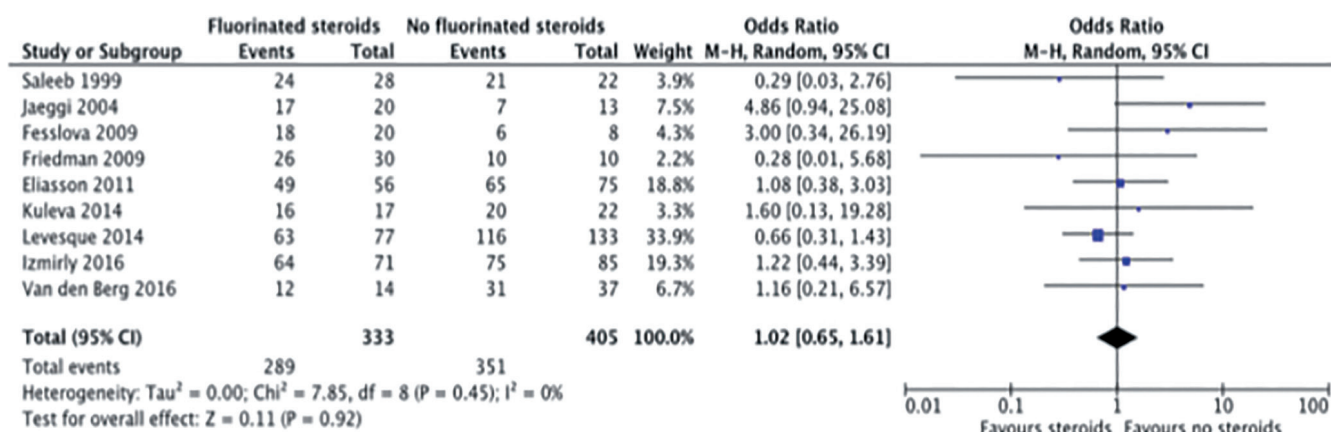 Fluorinated steroids No fluorinated steroids Odds Ratio Odds Ratio
Study or Subgroup Events Total Events Total Weight M-H, Random, 95% CI M-H, Random, 95% CI
Saleeb 1999 24 28 21 22 3.9% 0.29 [0.03, 2.76]
Jaeggi 2004 17 20 7 13 7.5% 4.86 [0.94, 25.08]
Fesslova 2009 18 20 6 8 4.3% 3.00 [0.34, 26.19]
Friedman 2009 26 30 10 10 2.2% 0.28 [0.01, 5.68]
Eliasson 2011 49 56 65 75 18.8% 1.08 [0.38, 3.03]
Kuleva 2014 16 17 20 22 3.3% 1.60 [0.13, 19.28]
Levesque 2014 63 77 116 133 33.9% 0.66 [0.31, 1.43]
Izmirly 2016 64 71 75 85 19.3% 1.22 [0.44, 3.39]
Van den Berg 2016 12 14 31 37 6.7% 1.16 [0.21, 6.57]
Total (95% CI) 333 405 100.0% 1.02 [0.65, 1.61]
Total events 289 351
Heterogeneity: Tau² = 0.00; Chi² = 7.85, df = 8 (P = 0.45); I² = 0%
Test for overall effect: Z = 0.11 (P = 0.92)
0.01 0.1 1 10 100
Favours steroids Favours no steroids